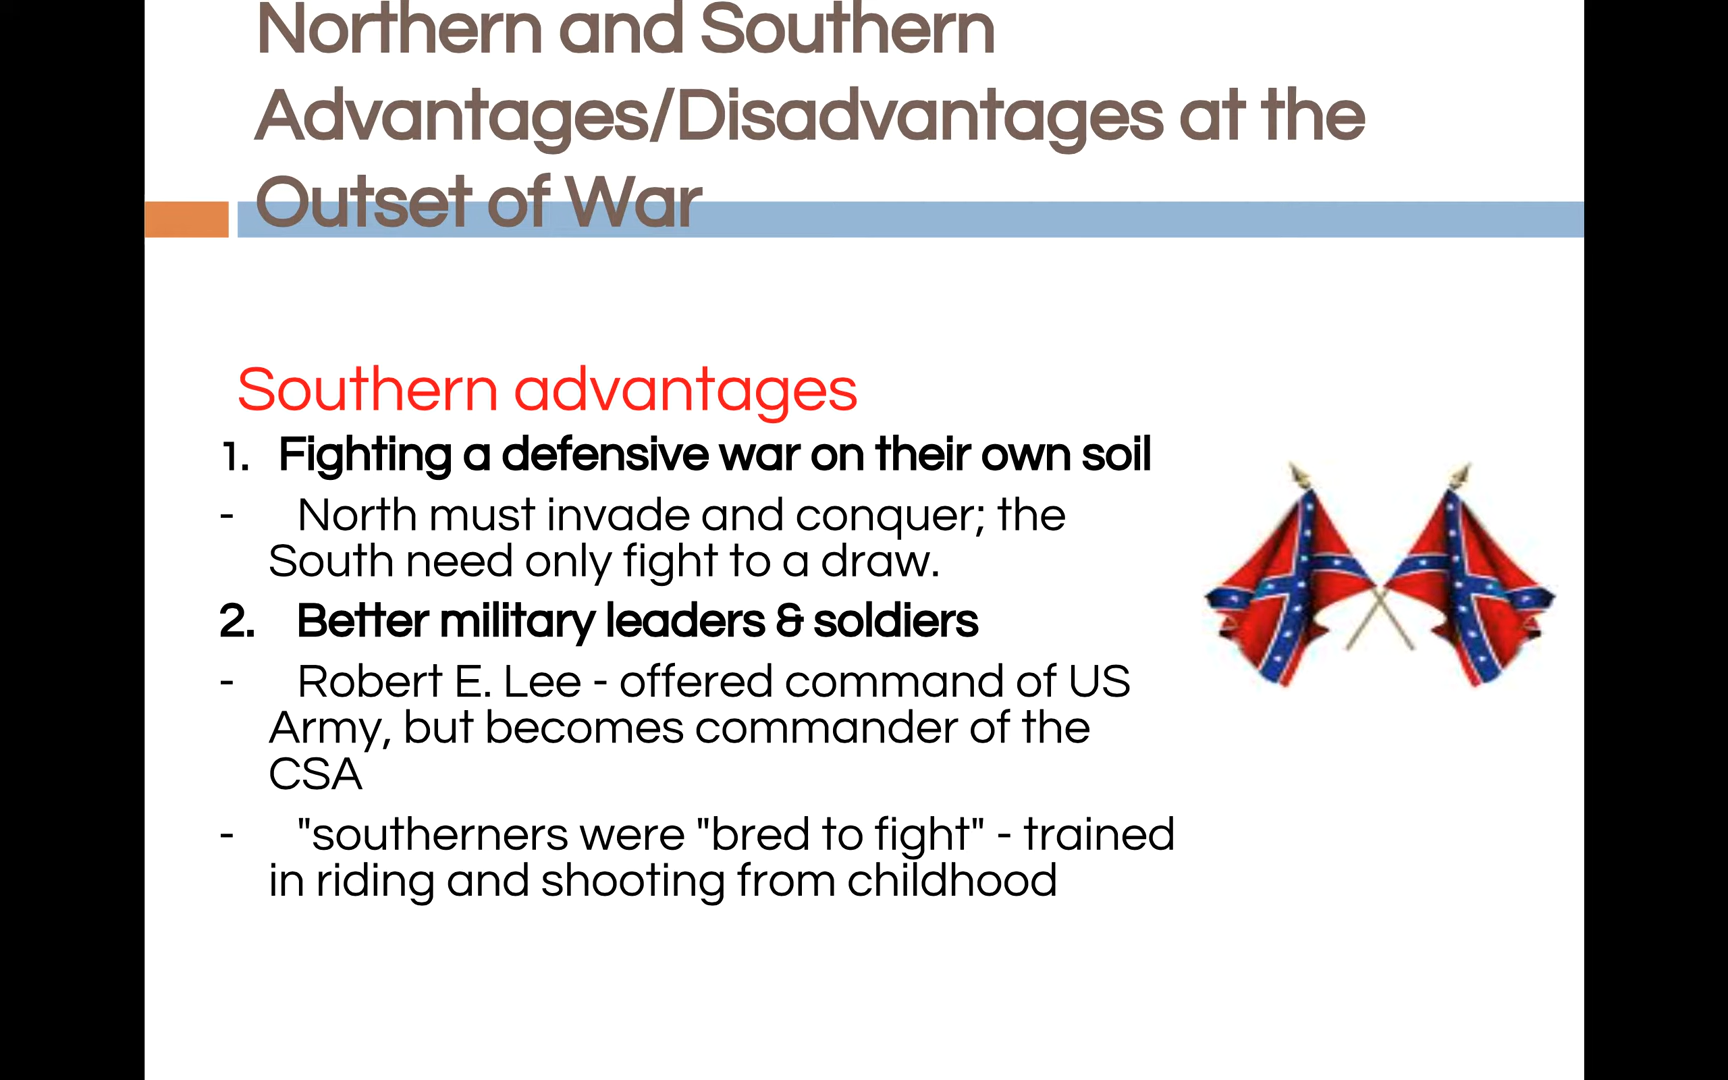 Northern and Southern
Advantages/Disadvantages at the
Outset of War
Southern advantages
1. Fighting a defensive war on their own soil
- North must invade and conquer; the
South need only fight to a draw.
2. Better military leaders & soldiers
- Robert E. Lee - offered command of US
Army, but becomes commander of the
CSA
- "southerners were "bred to fight" - trained
in riding and shooting from childhood